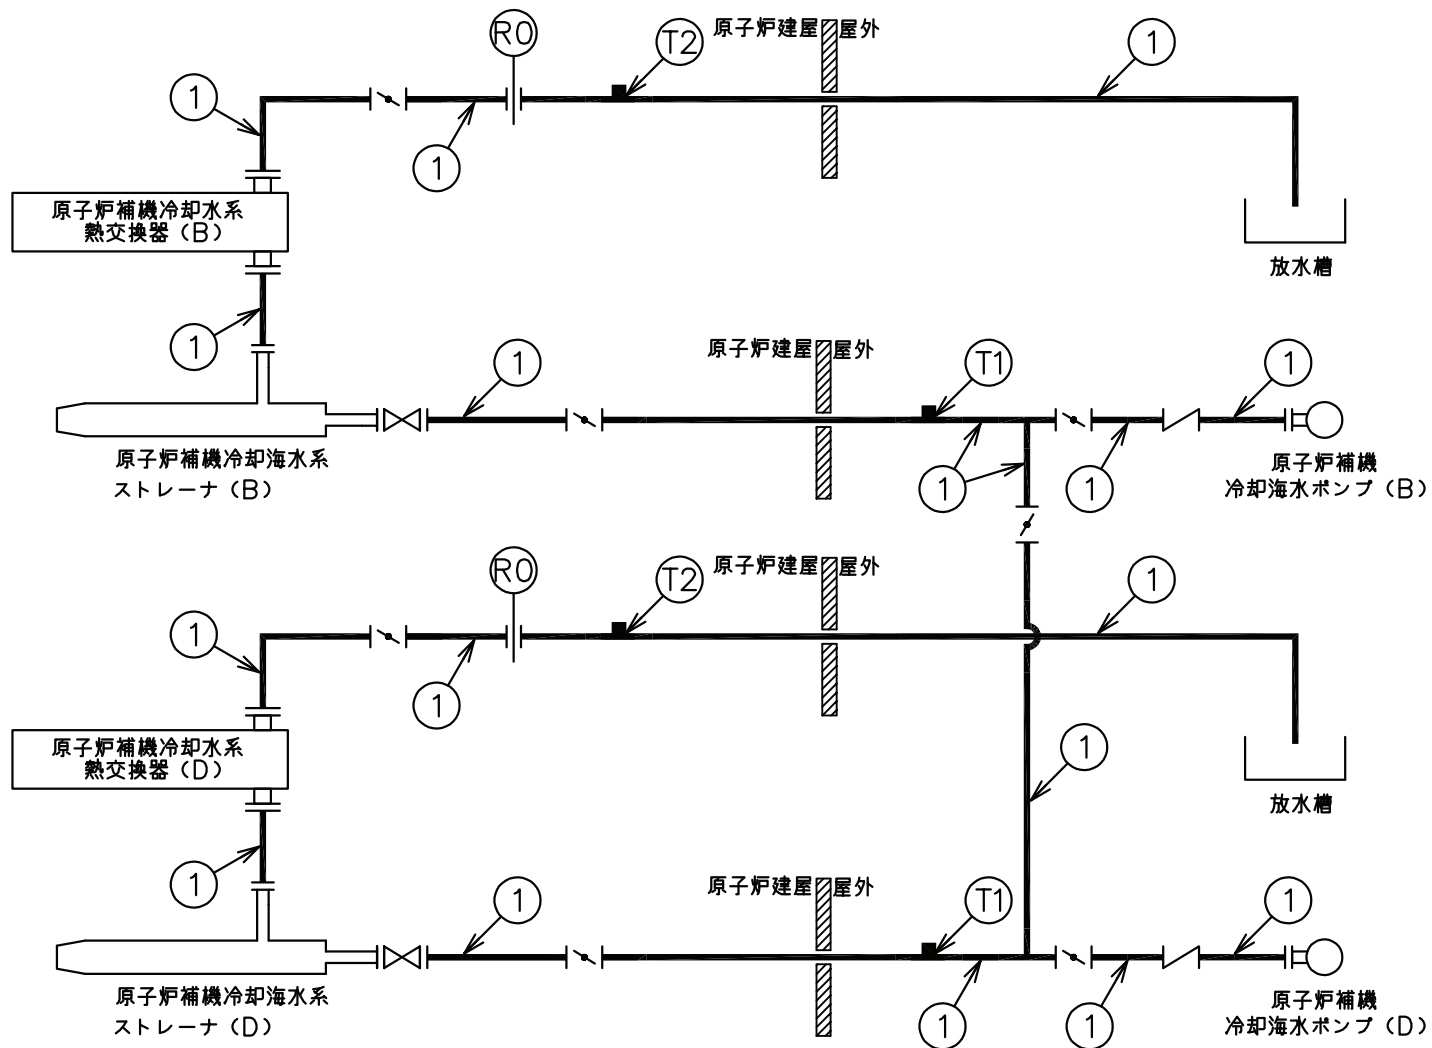 RO
T2
原子炉建屋 屋外
1
1
1
原子炉補機冷却水系
熱交換器（B）
放水槽
1
原子炉建屋 屋外
1
T1
1
原子炉補機冷却海水系
ストレーナ（B）
1
1
原子炉補機
冷却海水ポンプ（B）
RO
T2
原子炉建屋 屋外
1
1
1
原子炉補機冷却水系
熱交換器（D）
1
放水槽
1
原子炉建屋 屋外
1
T1
1
原子炉補機冷却海水系
ストレーナ（D）
1
1
原子炉補機
冷却海水ポンプ（D）